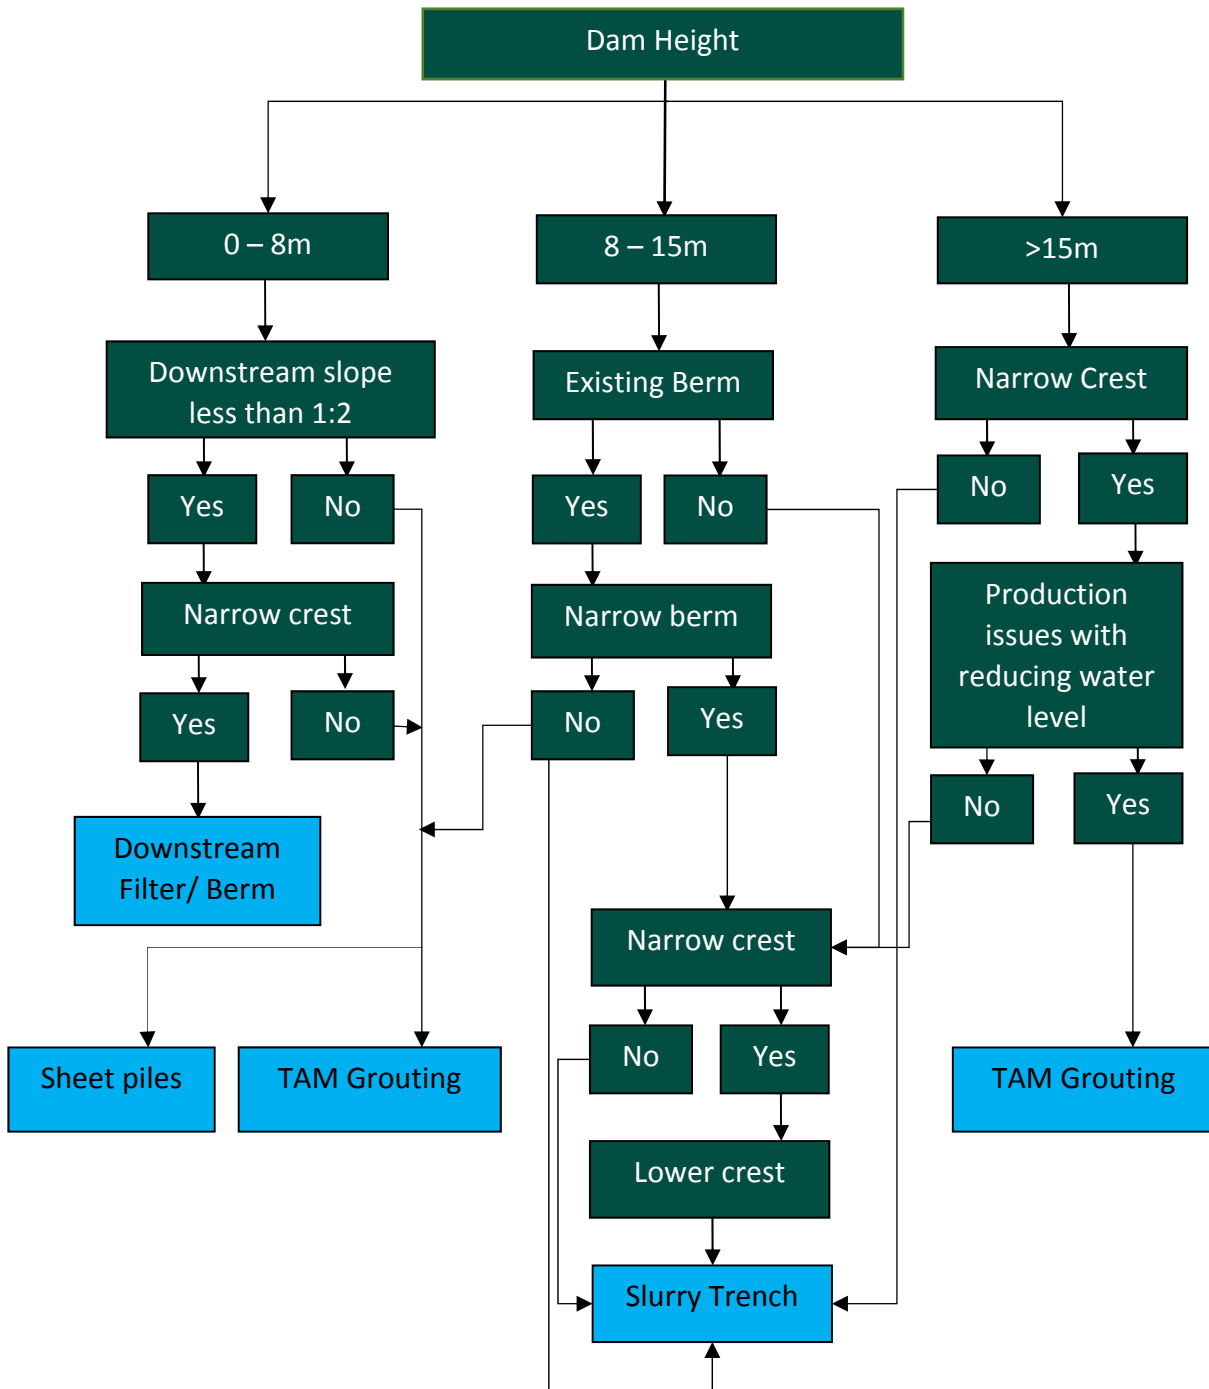 Dam Height
0 – 8m
8 – 15m
>15m
Downstream slope
less than 1:2
Existing Berm
Narrow Crest
Yes
No
Yes
No
No
Yes
Narrow crest
Narrow berm
Production
issues with
reducing water
level
Yes
No
No
Yes
No
Yes
Downstream
Filter/ Berm
Narrow crest
No
Yes
Sheet piles
TAM Grouting
TAM Grouting
Lower crest
Slurry Trench